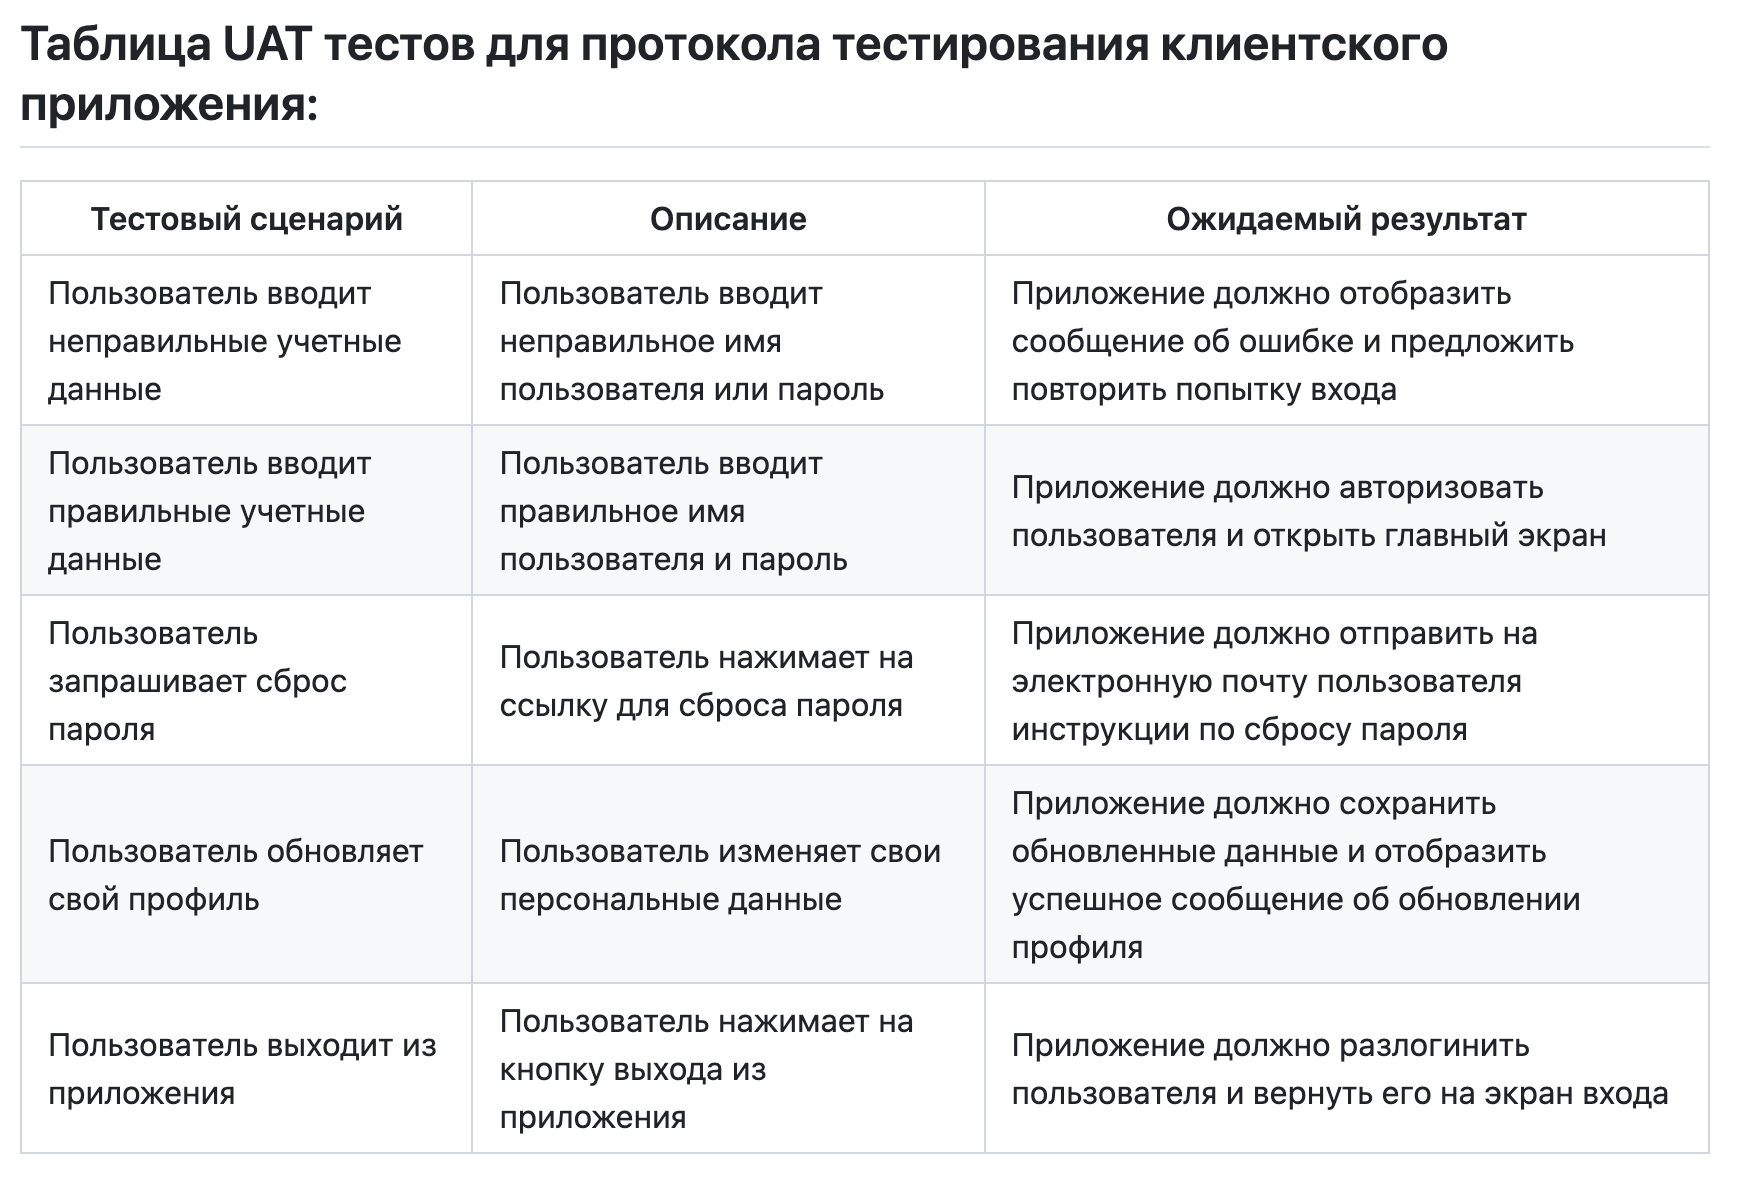 Таблица UAT тестов для протокола тестирования клиентского
приложения:
Тестовый сценарий
Описание
Ожидаемый результат
Пользователь вводит
неправильные учетные
данные
Пользователь вводит
неправильное имя
пользователя или пароль
Приложение должно отобразить
сообщение об ошибке и предложить
повторить попытку входа
Пользователь вводит
правильные учетные
данные
Пользователь вводит
правильное имя
пользователя и пароль
Приложение должно авторизовать
пользователя и открыть главный экран
Пользователь
запрашивает сброс
пароля
Пользователь нажимает на
ссылку для сброса пароля
Приложение должно отправить на
электронную почту пользователя
инструкции по сбросу пароля
Пользователь обновляет
свой профиль
Пользователь изменяет свои
персональные данные
Приложение должно сохранить
обновленные данные и отобразить
успешное сообщение об обновлении
профиля
Пользователь выходит из
приложения
Пользователь нажимает на
кнопку выхода из
приложения
Приложение должно разлогинить
пользователя и вернуть его на экран входа